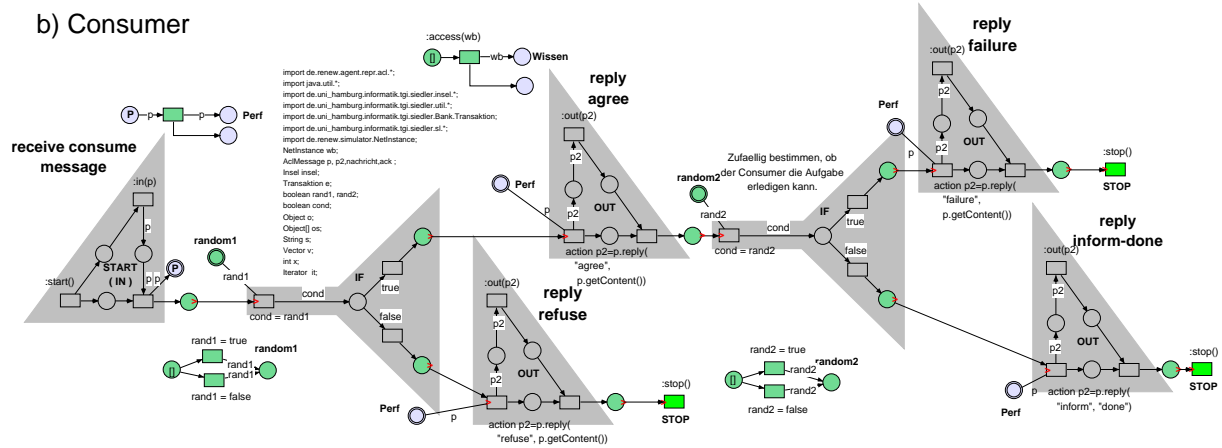 b) Consumer
:access(wb)
[]
wb
Wissen
import de.renew.agent.repr.acl.*;
import java.util.*;
import de.uni_hamburg.informatik.tgi.siedler.insel.*;
import de.uni_hamburg.informatik.tgi.siedler.util.*;
import de.uni_hamburg.informatik.tgi.siedler.Bank.Transaktion;
import de.uni_hamburg.informatik.tgi.siedler.sl.*;
import de.renew.simulator.NetInstance;
NetInstance wb;
AclMessage p, p2,nachricht,ack ;
Insel insel;
Transaktion e;
boolean rand1, rand2;
boolean cond;
Object o;
Object[] os;
String s;
Vector v;
int x;
Iterator it;
P
p
Perf
receive consume
message
:in(p)
p
START
( IN )
p
p
P
:start()
random1
rand1
cond
cond = rand1
IF
true
false
rand1 = true
random1
rand1
rand1
[]
rand1 = false
reply
agree
:out(p2)
p2
p2
OUT
Perf
p
action p2=p.reply(
"agree",
p.getContent())
reply
refuse
:out(p2)
p2
p2
OUT
Perf
p
action p2=p.reply(
"refuse", p.getContent())
:stop()
STOP
Zufaellig bestimmen, ob
der Consumer die Aufgabe
erledigen kann.
random2
rand2
cond
cond = rand2
IF
true
false
rand2 = true
random2
rand2
rand2
[]
rand2 = false
reply
failure
:out(p2)
p2
p2
OUT
Perf
p
action p2=p.reply(
"failure",
p.getContent())
:stop()
STOP
reply
inform-done
:out(p2)
p2
p2
OUT
Perf
p
action p2=p.reply(
"inform", "done")
:stop()
STOP